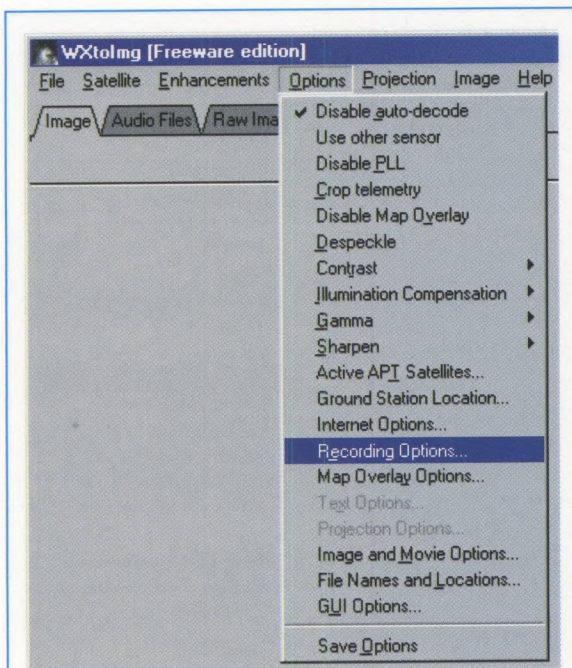 WXtoImg [Freeware edition]
File Satellite Enhancements Options Projection Image Help
Image Audio Files Raw Ima
✔ Disable auto-decode
Use other sensor
Disable PLL
Crop telemetry
Disable Map Overlay
Despeckle
Contrast
Illumination Compensation
Gamma
Sharpen
Active APT Satellites...
Ground Station Location...
Internet Options...
Recording Options...
Map Overlay Options...
Text Options...
Projection Options...
Image and Movie Options...
File Names and Locations...
GUI Options...
Save Options